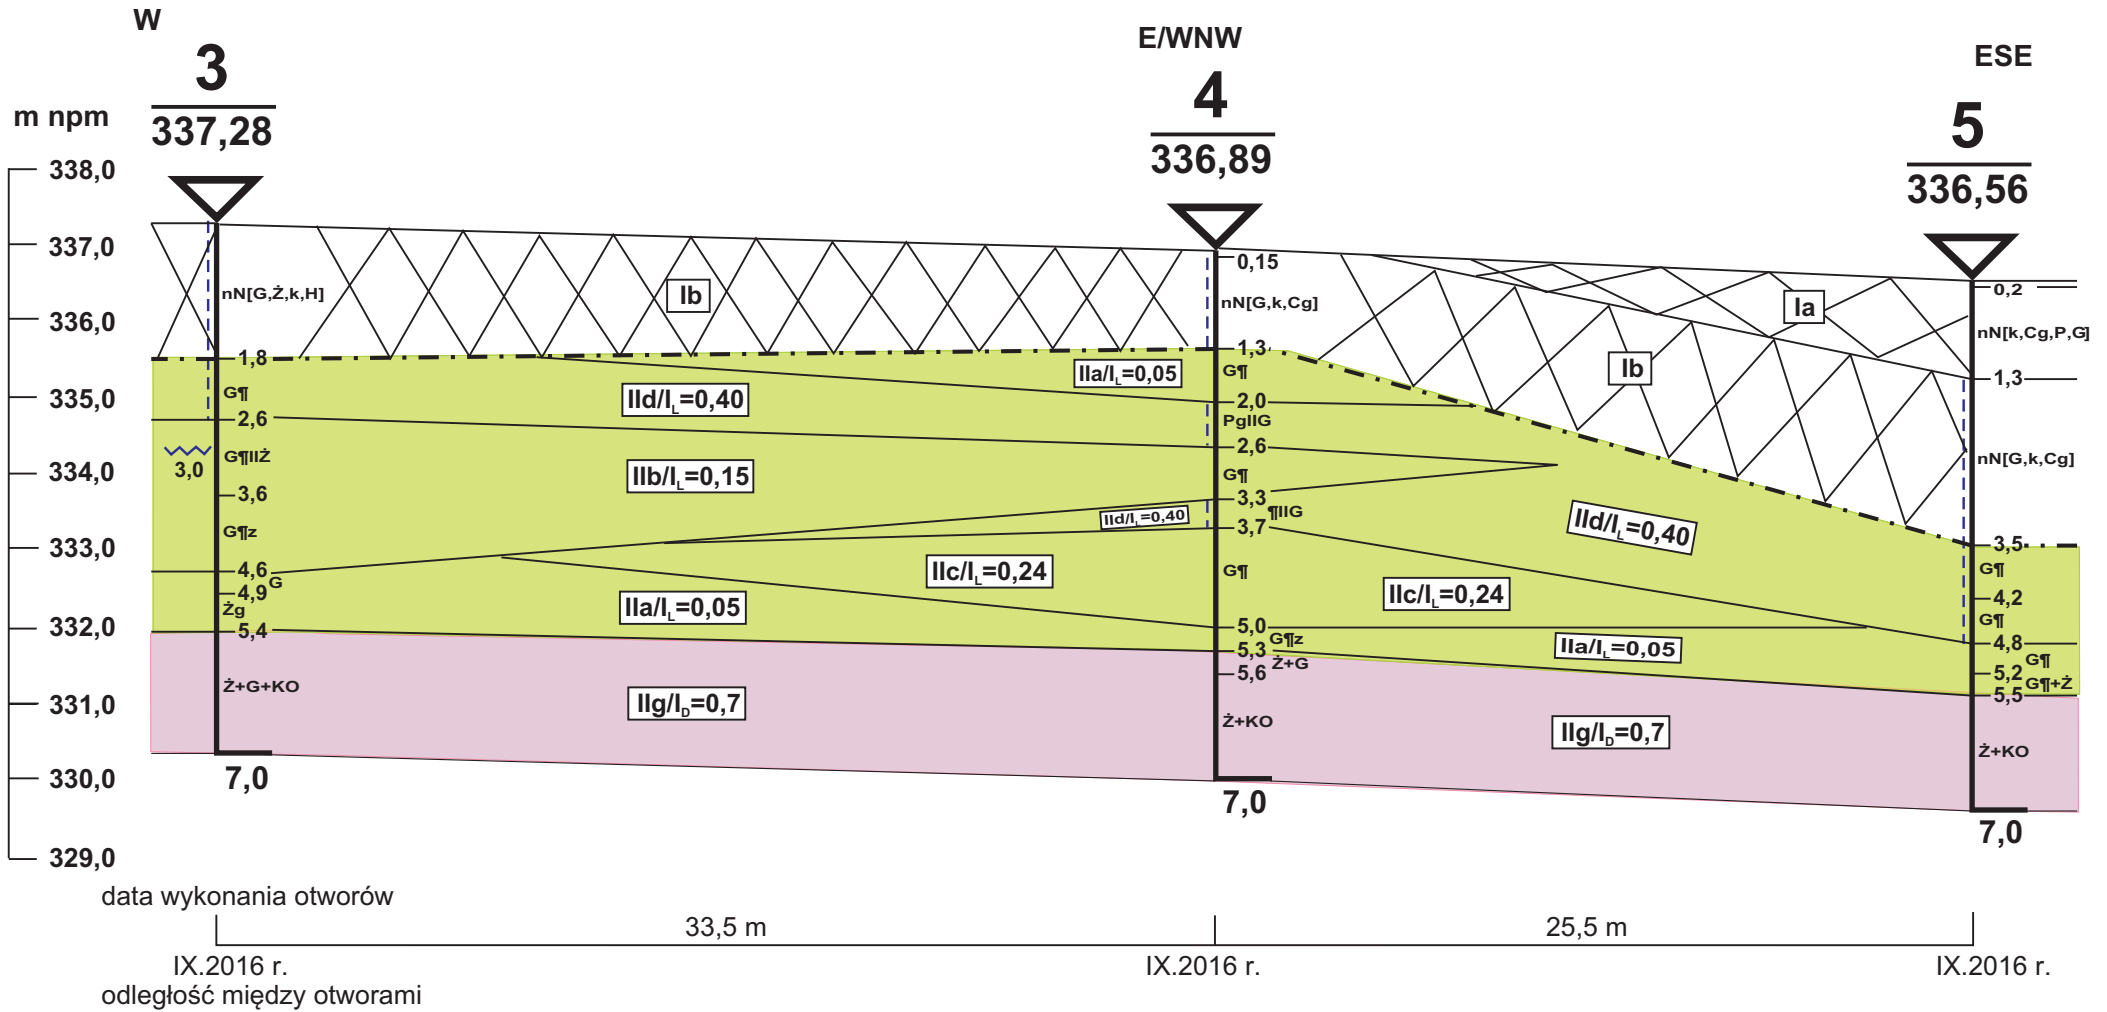 W
3
337,28
E/WNW
4
336,89
ESE
5
336,56
m npm
338,0
337,0
336,0
335,0
334,0
333,0
332,0
331,0
330,0
329,0
nN[G,Ż,k,H]
1,8
G¶
2,6
G¶IIŻ
3,0
3,6
G¶z
4,6
G
4,9
Żg
5,4
Ż+G+KO
7,0
Ib
IId/IL=0,40
IIa/IL=0,05
IIb/IL=0,15
IId/IL=0,40
IIc/IL=0,24
IIa/IL=0,05
IIg/ID=0,7
0,15
nN[G,k,Cg]
1,3
G¶
2,0
PgIIG
2,6
G¶
3,3
¶IIG
3,7
G¶
5,0
G¶z
5,3
Ż+G
5,6
Ż+KO
7,0
Ia
Ib
IId/IL=0,40
IIc/IL=0,24
IIa/IL=0,05
IIg/ID=0,7
0,2
nN[k,Cg,P,G]
1,3
nN[G,k,Cg]
3,5
G¶
4,2
G¶
4,8
G¶
5,2
G¶+Ż
5,5
Ż+KO
7,0
data wykonania otworów
33,5 m
25,5 m
IX.2016 r.
IX.2016 r.
IX.2016 r.
odległość między otworami